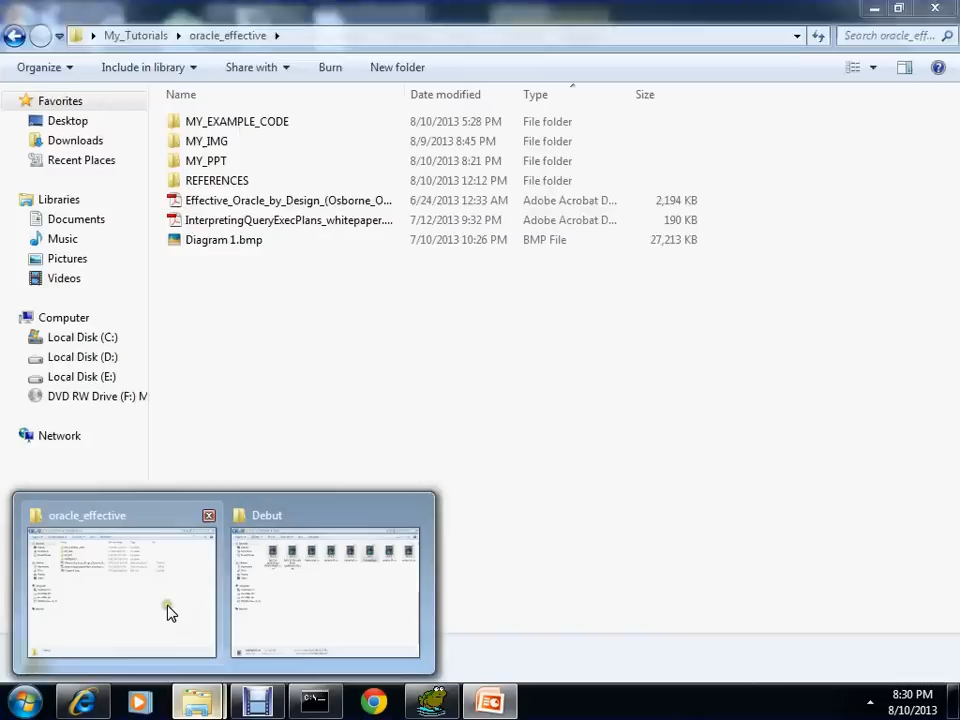 My_Tutorials oracle_effective Search oracle_eff...
Organize Include in library Share with Burn New folder
Favorites
Desktop
Downloads
Recent Places
Libraries
Documents
Music
Pictures
Videos
Computer
Local Disk (C:)
Local Disk (D:)
Local Disk (E:)
DVD RW Drive (F:) M
Network
Name Date modified Type Size
MY_EXAMPLE_CODE 8/10/2013 5:28 PM File folder
MY_IMG 8/9/2013 8:45 PM File folder
MY_PPT 8/10/2013 8:21 PM File folder
REFERENCES 8/10/2013 12:12 PM File folder
Effective_Oracle_by_Design_(Osborne_O... 6/24/2013 12:33 AM Adobe Acrobat D... 2,194 KB
InterpretingQueryExecPlans_whitepaper.... 7/12/2013 9:32 PM Adobe Acrobat D... 190 KB
Diagram 1.bmp 7/10/2013 10:26 PM BMP File 27,213 KB
oracle_effective Debut
8:30 PM
8/10/2013